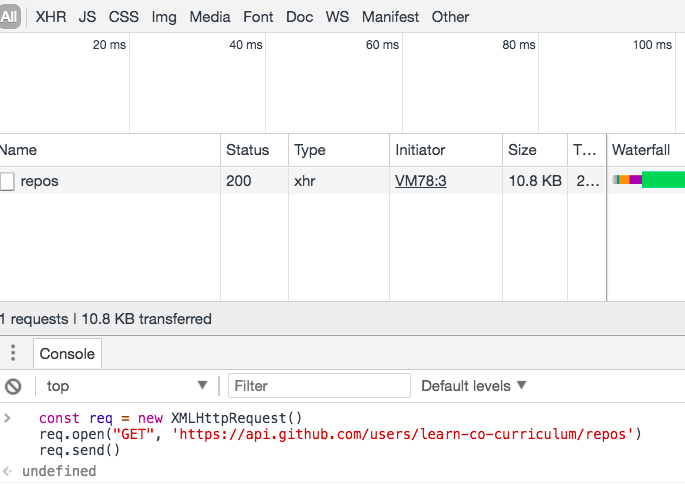 All XHR JS CSS Img Media Font Doc WS Manifest Other
20 ms 40 ms 60 ms 80 ms 100 ms
Name Status Type Initiator Size T... Waterfall
repos 200 xhr VM78:3 10.8 KB 2...
1 requests | 10.8 KB transferred
Console
top Filter Default levels
const req = new XMLHttpRequest()
req.open("GET", 'https://api.github.com/users/learn-co-curriculum/repos')
req.send()
undefined